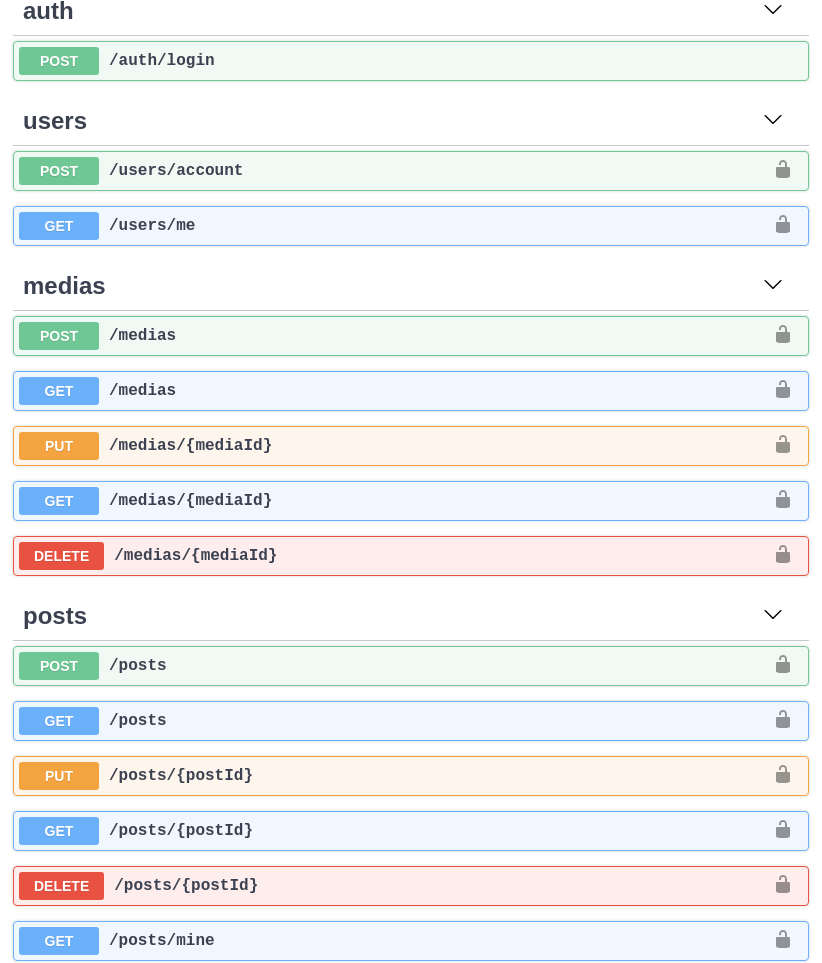 auth
POST /auth/login
users
POST /users/account
GET /users/me
medias
POST /medias
GET /medias
PUT /medias/{mediaId}
GET /medias/{mediaId}
DELETE /medias/{mediaId}
posts
POST /posts
GET /posts
PUT /posts/{postId}
GET /posts/{postId}
DELETE /posts/{postId}
GET /posts/mine